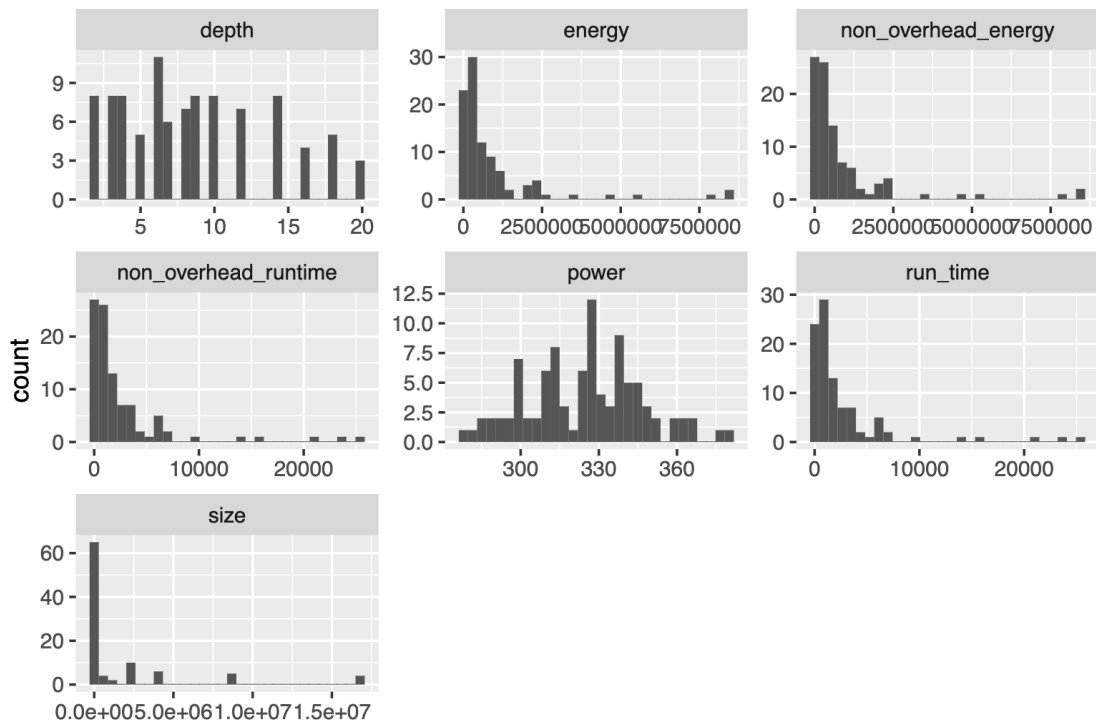 depth energy non_overhead_energy
9 30
6 20 20
3 10 10
0 0 0
5 10 15 20 0 2500000 5000000 7500000 0 2500000 5000000 7500000
non_overhead_runtime power run_time
12.5 30
20 10.0
7.5 20
10 5.0 10
2.5
0 0.0 0
0 10000 20000 300 330 360 0 10000 20000
count
size
60
40
20
0
0.0e+00 5.0e+06 1.0e+07 1.5e+07